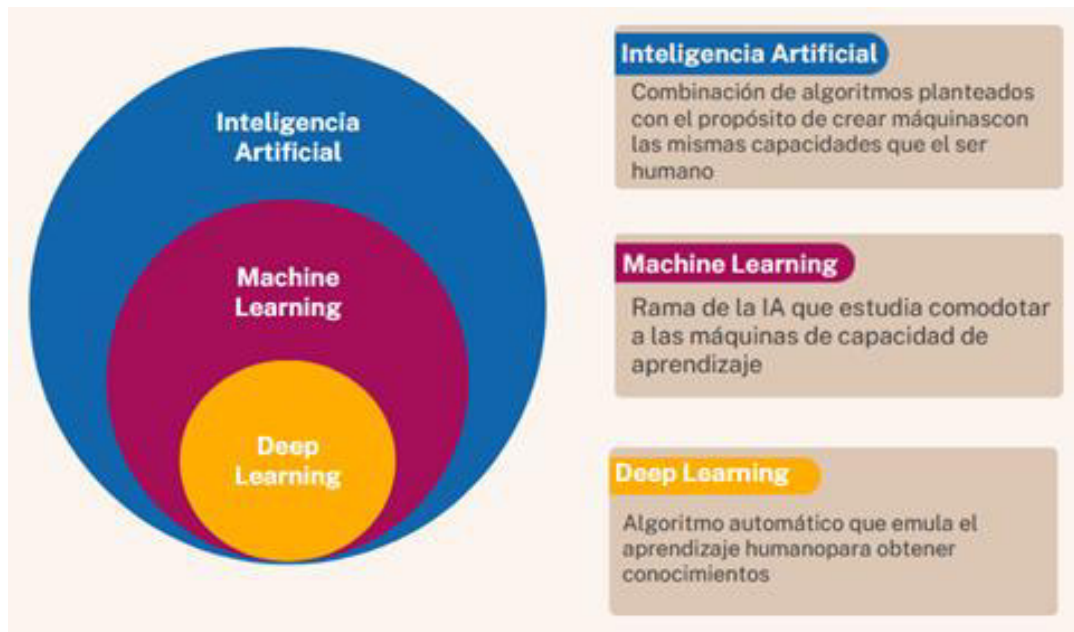 Inteligencia
Artificial
Machine
Learning
Deep
Learning
Inteligencia Artificial
Combinación de algoritmos planteados
con el propósito de crear máquinascon
las mismas capacidades que el ser
humano
Machine Learning
Rama de la IA que estudia comodotar
a las máquinas de capacidad de
aprendizaje
Deep Learning
Algoritmo automático que emula el
aprendizaje humanopara obtener
conocimientos